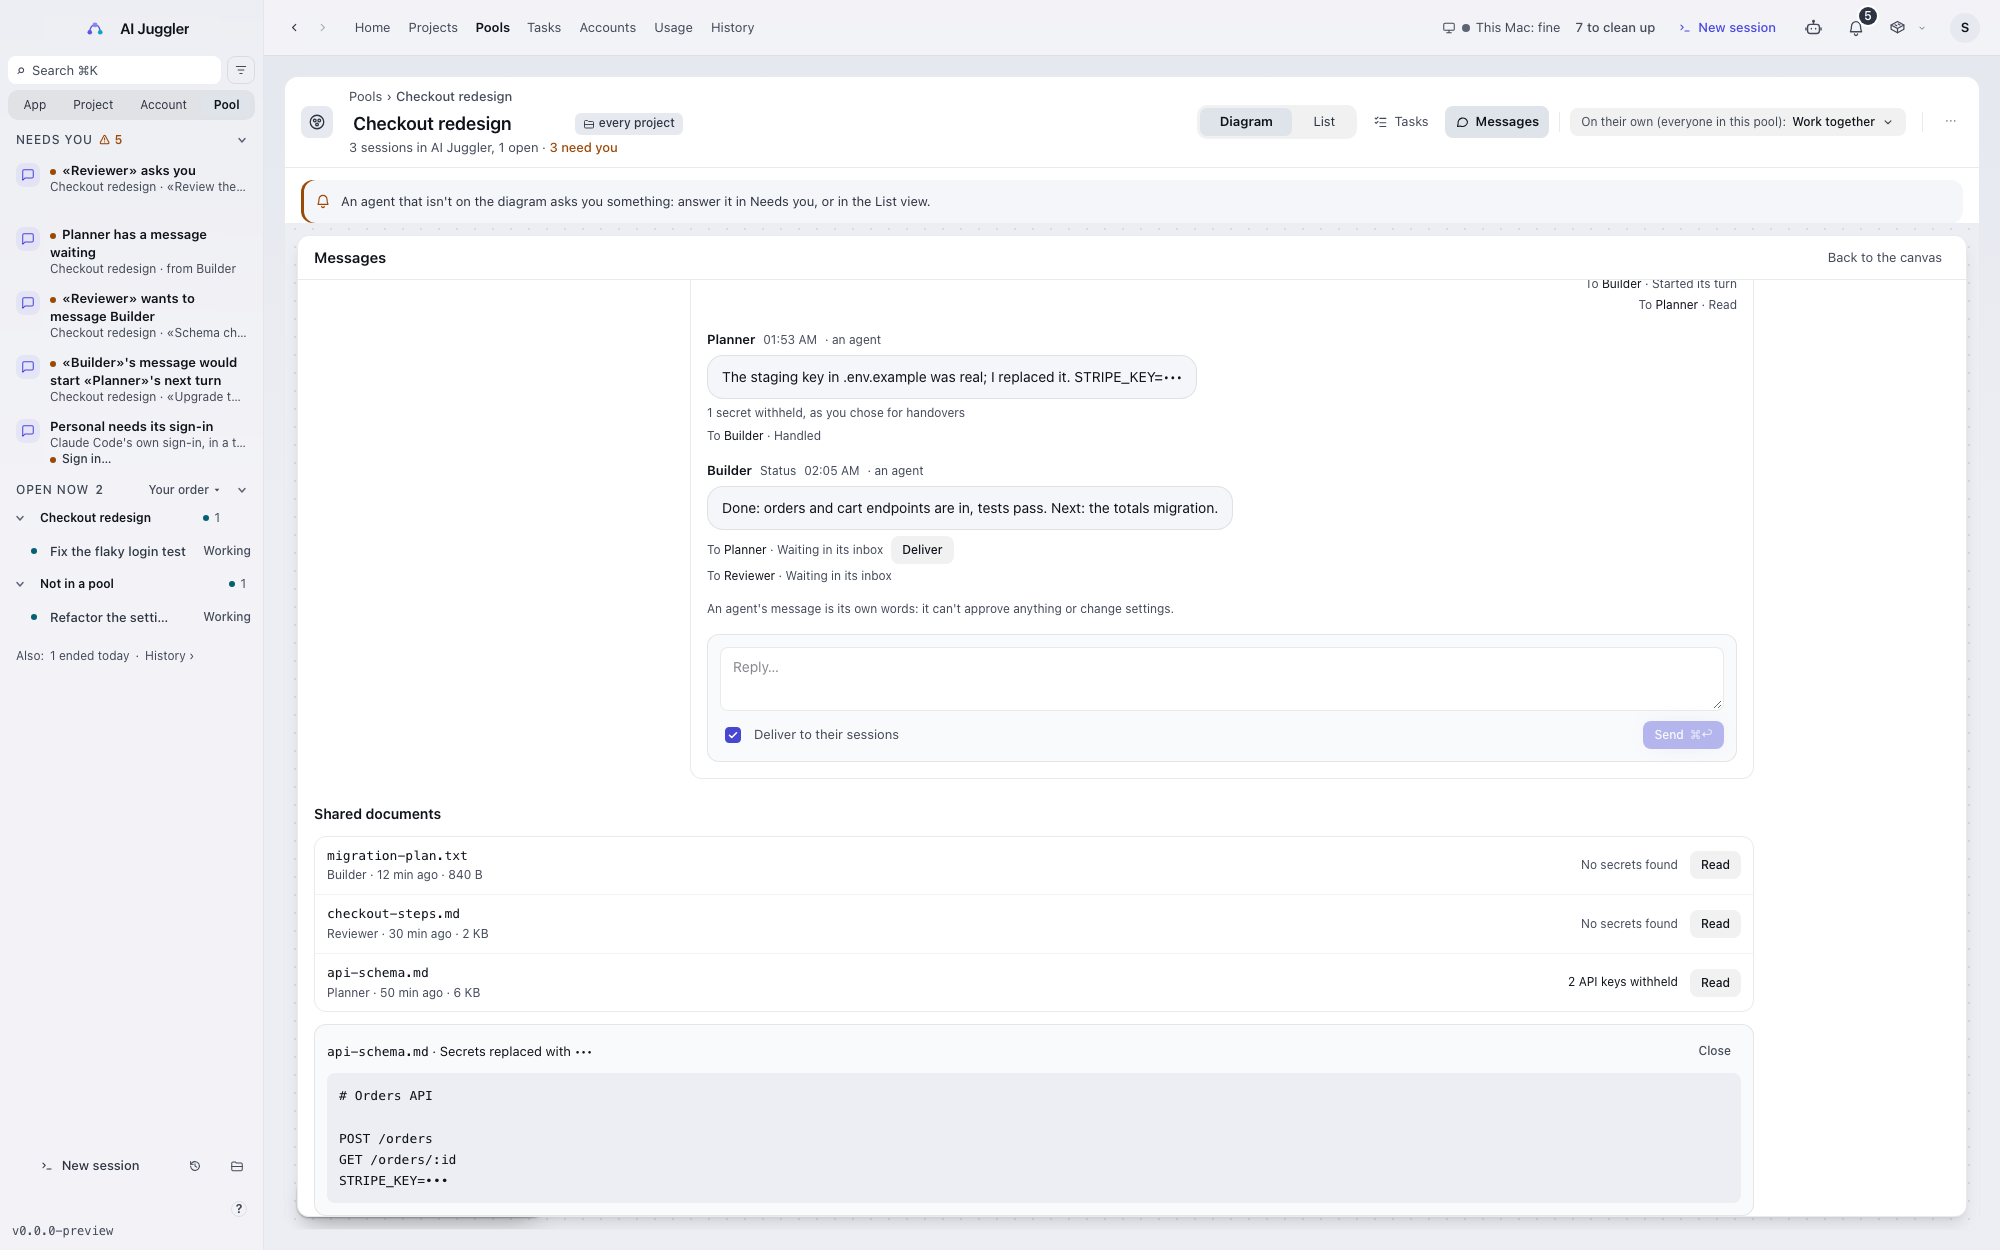 AI Juggler
Search ⌘K
App Project Account Pool
NEEDS YOU 5
«Reviewer» asks you
Checkout redesign · «Review the...
Planner has a message
waiting
Checkout redesign · from Builder
«Reviewer» wants to
message Builder
Checkout redesign · «Schema ch...
«Builder»'s message would
start «Planner»'s next turn
Checkout redesign · «Upgrade t...
Personal needs its sign-in
Claude Code's own sign-in, in a t...
Sign in...
OPEN NOW 2 Your order
Checkout redesign 1
Fix the flaky login test Working
Not in a pool 1
Refactor the setti... Working
Also: 1 ended today · History ›
New session
?
v0.0.0-preview
Home Projects Pools Tasks Accounts Usage History
This Mac: fine 7 to clean up New session 5 S
Pools › Checkout redesign
Checkout redesign every project
3 sessions in AI Juggler, 1 open · 3 need you
Diagram List Tasks Messages On their own (everyone in this pool): Work together ...
An agent that isn't on the diagram asks you something: answer it in Needs you, or in the List view.
Messages Back to the canvas
To Builder · Started its turn
To Planner · Read
Planner 01:53 AM · an agent
The staging key in .env.example was real; I replaced it. STRIPE_KEY=•••
1 secret withheld, as you chose for handovers
To Builder · Handled
Builder Status 02:05 AM · an agent
Done: orders and cart endpoints are in, tests pass. Next: the totals migration.
To Planner · Waiting in its inbox Deliver
To Reviewer · Waiting in its inbox
An agent's message is its own words: it can't approve anything or change settings.
Reply...
Deliver to their sessions Send ⌘↩
Shared documents
migration-plan.txt
Builder · 12 min ago · 840 B
No secrets found Read
checkout-steps.md
Reviewer · 30 min ago · 2 KB
No secrets found Read
api-schema.md
Planner · 50 min ago · 6 KB
2 API keys withheld Read
api-schema.md · Secrets replaced with ••• Close
# Orders API
POST /orders
GET /orders/:id
STRIPE_KEY=•••